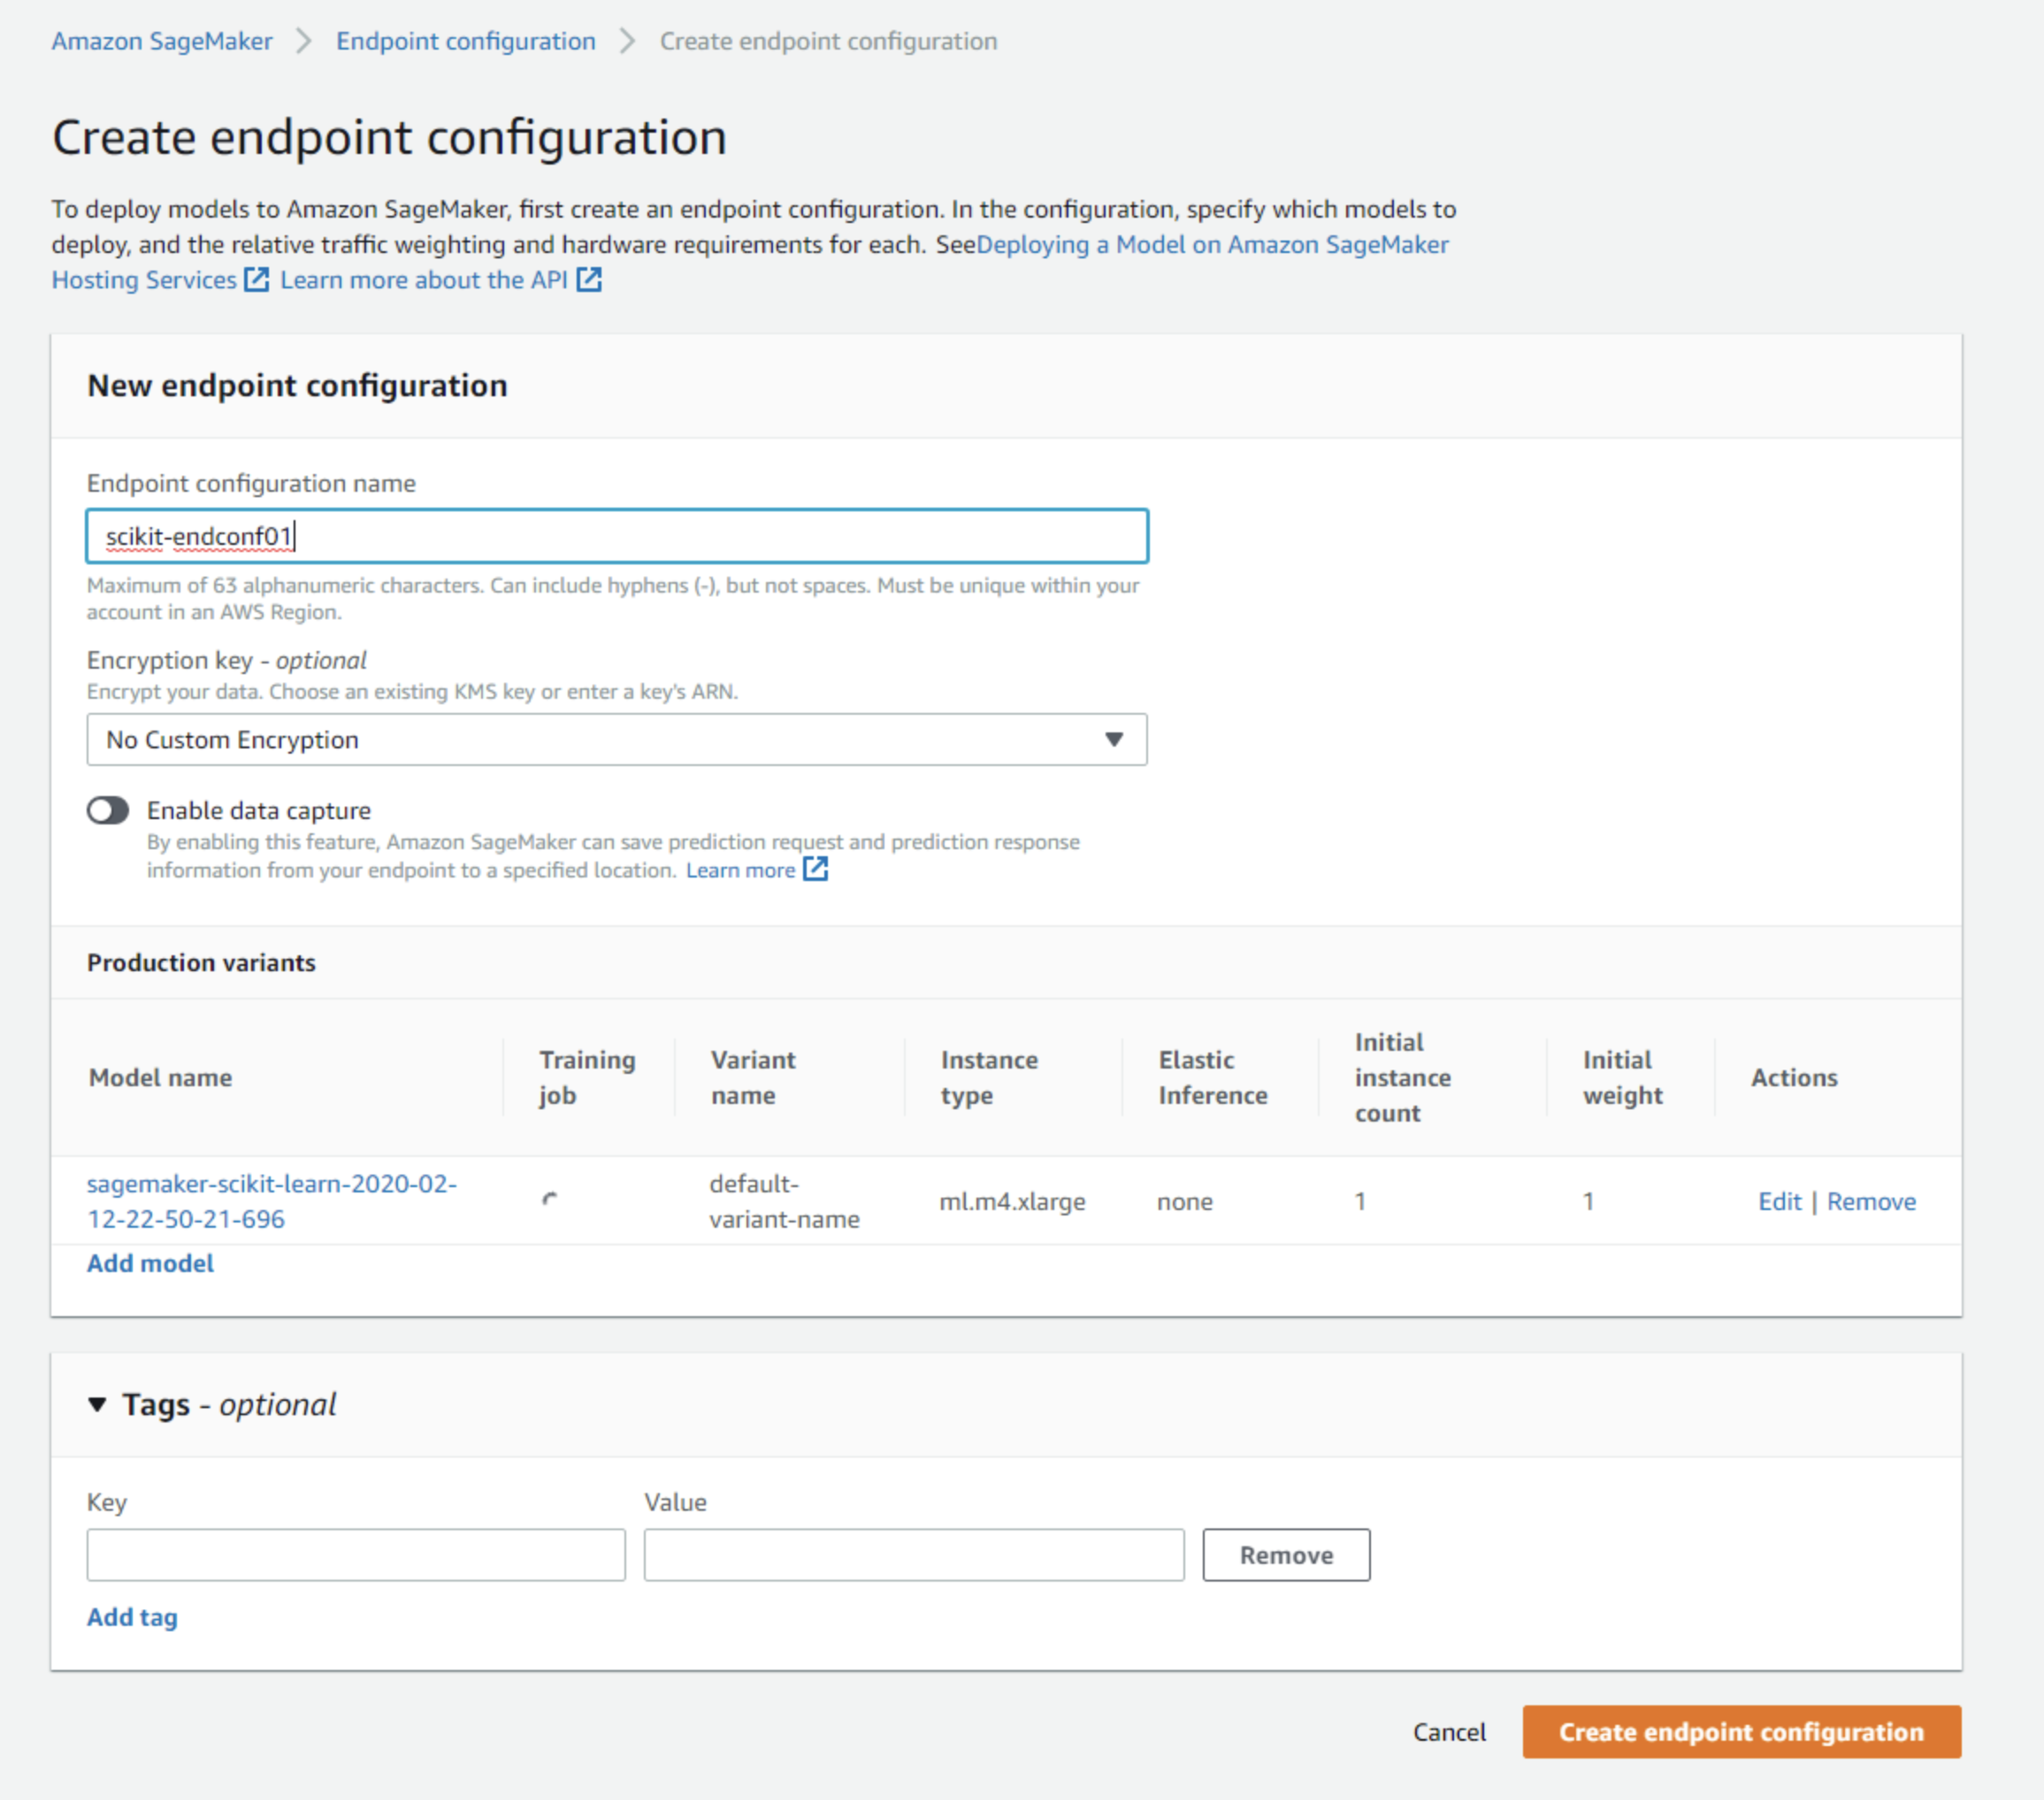 Amazon SageMaker > Endpoint configuration > Create endpoint configuration
Create endpoint configuration
To deploy models to Amazon SageMaker, first create an endpoint configuration. In the configuration, specify which models to
deploy, and the relative traffic weighting and hardware requirements for each. SeeDeploying a Model on Amazon SageMaker
Hosting Services Learn more about the API
New endpoint configuration
Endpoint configuration name
scikit-endconf01
Maximum of 63 alphanumeric characters. Can include hyphens (-), but not spaces. Must be unique within your
account in an AWS Region.
Encryption key - optional
Encrypt your data. Choose an existing KMS key or enter a key's ARN.
No Custom Encryption
Enable data capture
By enabling this feature, Amazon SageMaker can save prediction request and prediction response
information from your endpoint to a specified location. Learn more
Production variants
Model name
Training
job
Variant
name
Instance
type
Elastic
Inference
Initial
instance
count
Initial
weight
Actions
sagemaker-scikit-learn-2020-02-
12-22-50-21-696
default-
variant-name
ml.m4.xlarge
none
1
1
Edit | Remove
Add model
Tags - optional
Key
Value
Remove
Add tag
Cancel
Create endpoint configuration